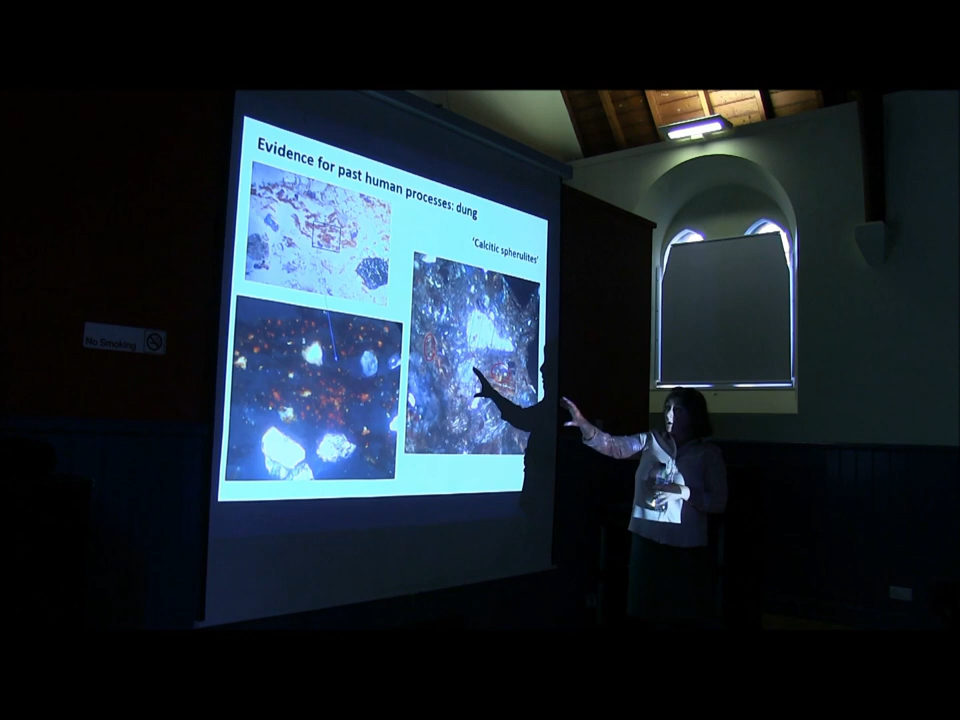 Evidence for past human processes: dung
'Calcitic spherulites'
No Smoking